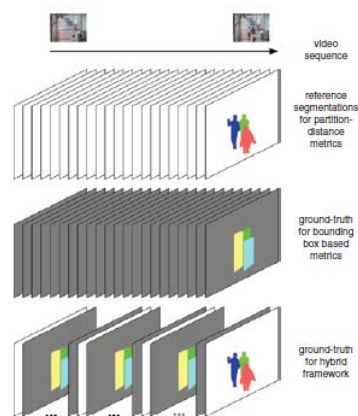 video
sequence
reference
segmentations
for partition-
distance
metrics
ground-truth
for bounding
box based
metrics
ground-truth
for hybrid
framework
... ... ...